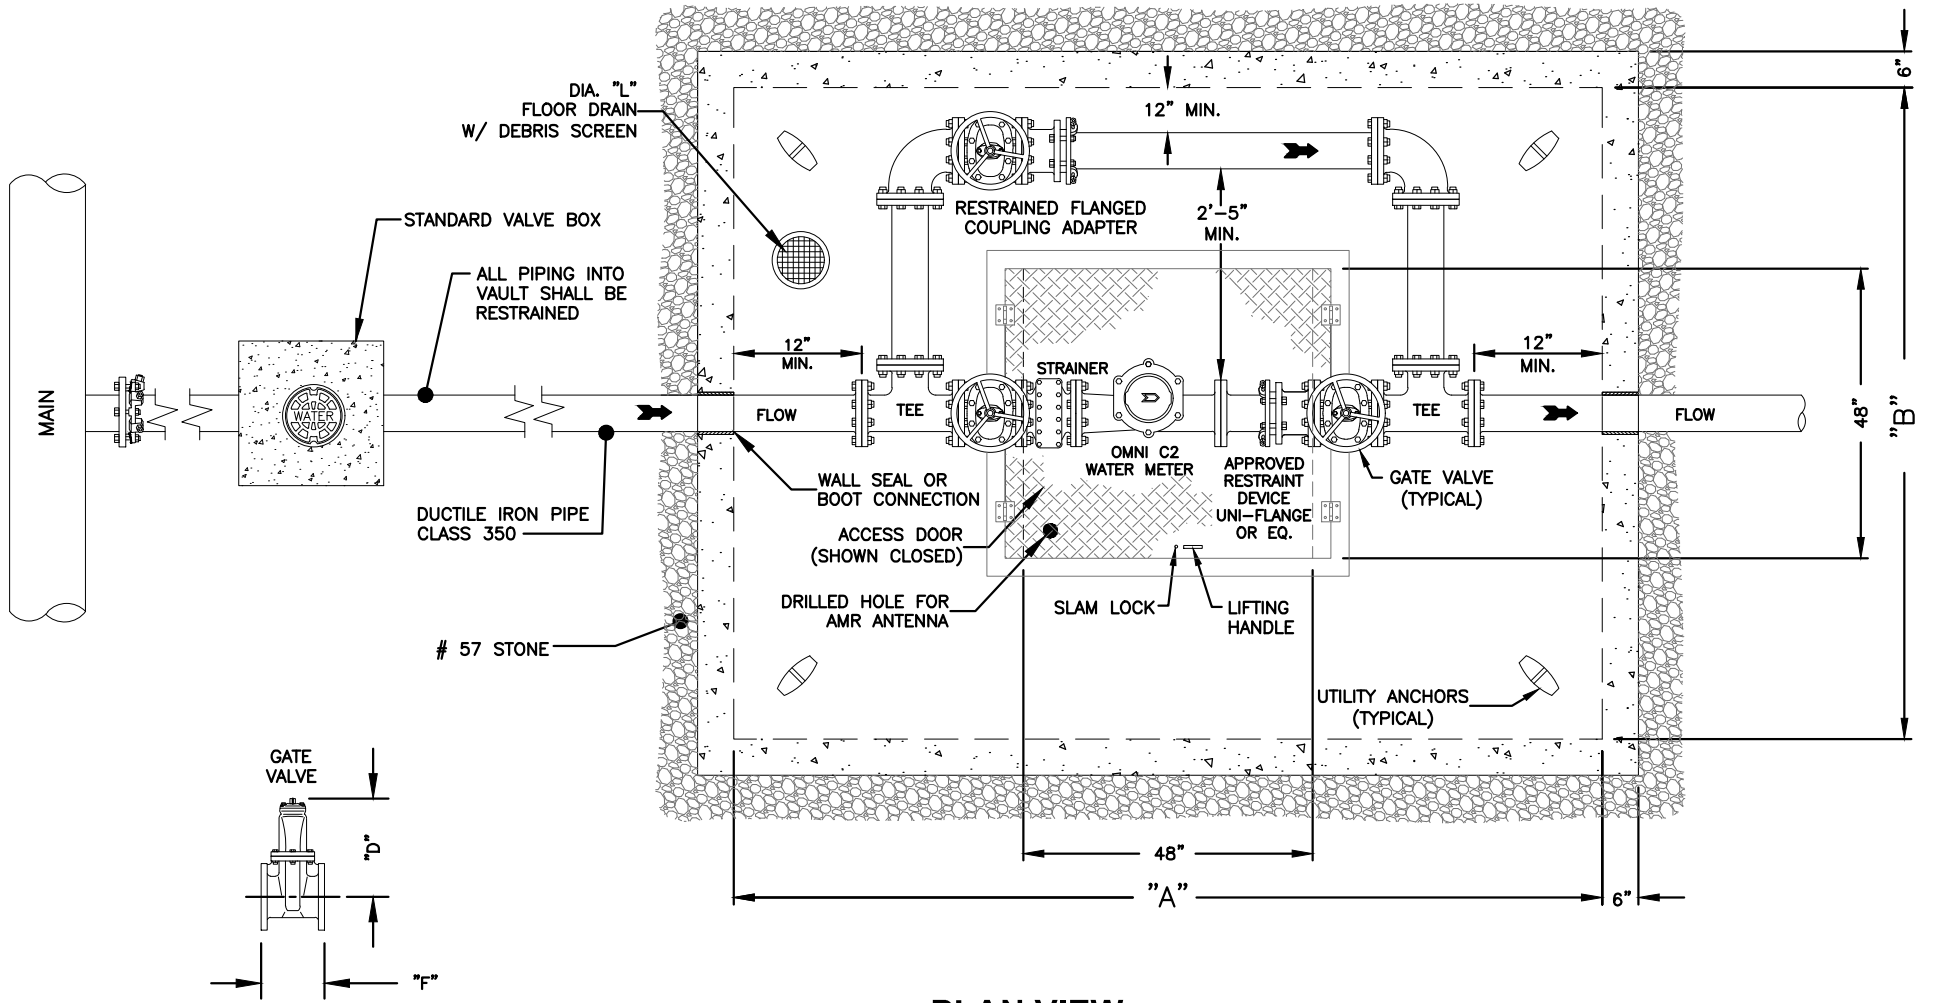 DIA. "L"
FLOOR DRAIN
W/ DEBRIS SCREEN
12" MIN.
6"
STANDARD VALVE BOX
RESTRAINED FLANGED
COUPLING ADAPTER
2'-5"
MIN.
ALL PIPING INTO
VAULT SHALL BE
RESTRAINED
12"
MIN.
12"
MIN.
STRAINER
MAIN
WATER
FLOW
TEE
TEE
FLOW
48"
"B"
OMNI C2
WATER METER
APPROVED
RESTRAINT
DEVICE
UNI-FLANGE
OR EQ.
GATE VALVE
(TYPICAL)
WALL SEAL OR
BOOT CONNECTION
DUCTILE IRON PIPE
CLASS 350
ACCESS DOOR
(SHOWN CLOSED)
DRILLED HOLE FOR
AMR ANTENNA
SLAM LOCK
LIFTING
HANDLE
# 57 STONE
UTILITY ANCHORS
(TYPICAL)
GATE
VALVE
"D"
48"
"A"
6"
"F"
PLAN VIEW